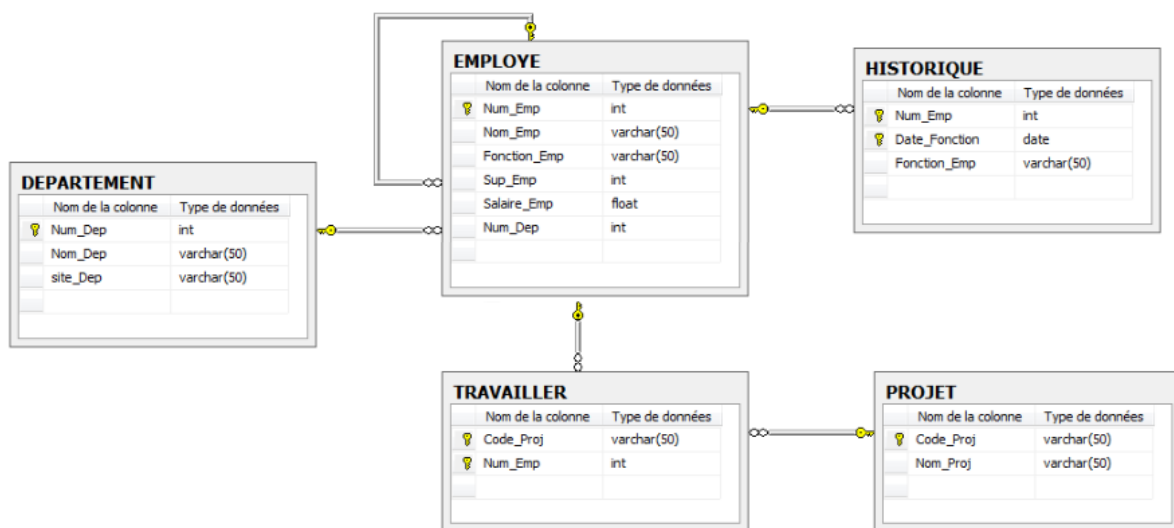 EMPLOYE
Nom de la colonne Type de données
Num_Emp int
Nom_Emp varchar(50)
Fonction_Emp varchar(50)
Sup_Emp int
Salaire_Emp float
Num_Dep int
HISTORIQUE
Nom de la colonne Type de données
Num_Emp int
Date_Fonction date
Fonction_Emp varchar(50)
DEPARTEMENT
Nom de la colonne Type de données
Num_Dep int
Nom_Dep varchar(50)
site_Dep varchar(50)
TRAVAILLER
Nom de la colonne Type de données
Code_Proj varchar(50)
Num_Emp int
PROJET
Nom de la colonne Type de données
Code_Proj varchar(50)
Nom_Proj varchar(50)